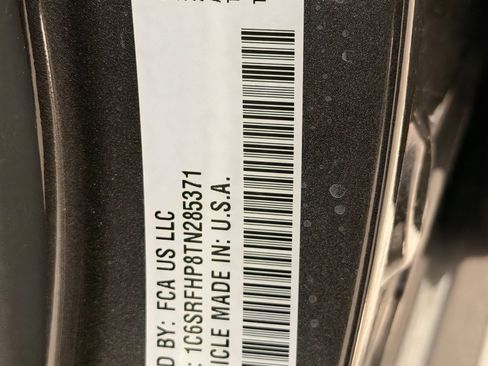 D BY: FCA US LLC
: 1C6SRFHP8TN285371
ICLE MADE IN: U.S.A.